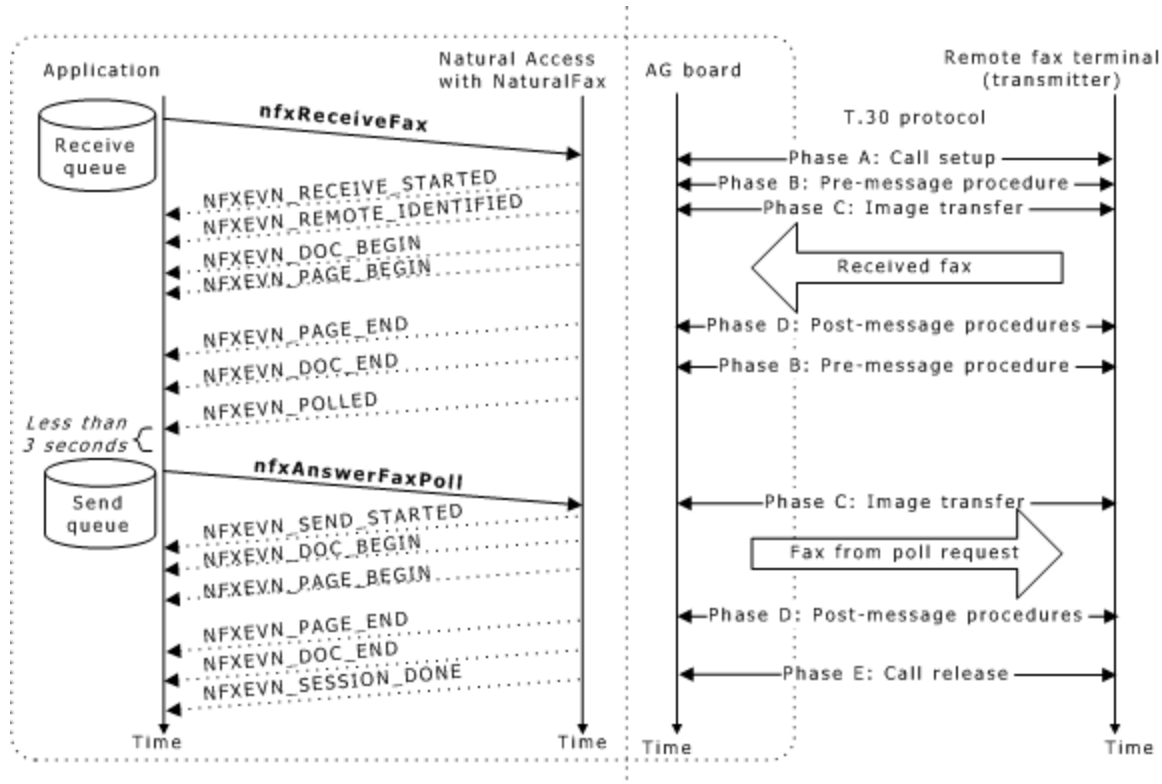 Application
Natural Access
with NaturalFax
AG board
Remote fax terminal
(transmitter)
T.30 protocol
Receive
queue
nfxReceiveFax
Phase A: Call setup
Phase B: Pre-message procedure
Phase C: Image transfer
NFXEVN_RECEIVE_STARTED
NFXEVN_REMOTE_IDENTIFIED
NFXEVN_DOC_BEGIN
NFXEVN_PAGE_BEGIN
Received fax
NFXEVN_PAGE_END
Phase D: Post-message procedures
NFXEVN_DOC_END
Phase B: Pre-message procedure
NFXEVN_POLLED
Less than
3 seconds
Send
queue
nfxAnswerFaxPoll
Phase C: Image transfer
NFXEVN_SEND_STARTED
NFXEVN_DOC_BEGIN
NFXEVN_PAGE_BEGIN
Fax from poll request
NFXEVN_PAGE_END
Phase D: Post-message procedures
NFXEVN_DOC_END
NFXEVN_SESSION_DONE
Phase E: Call release
Time
Time
Time
Time